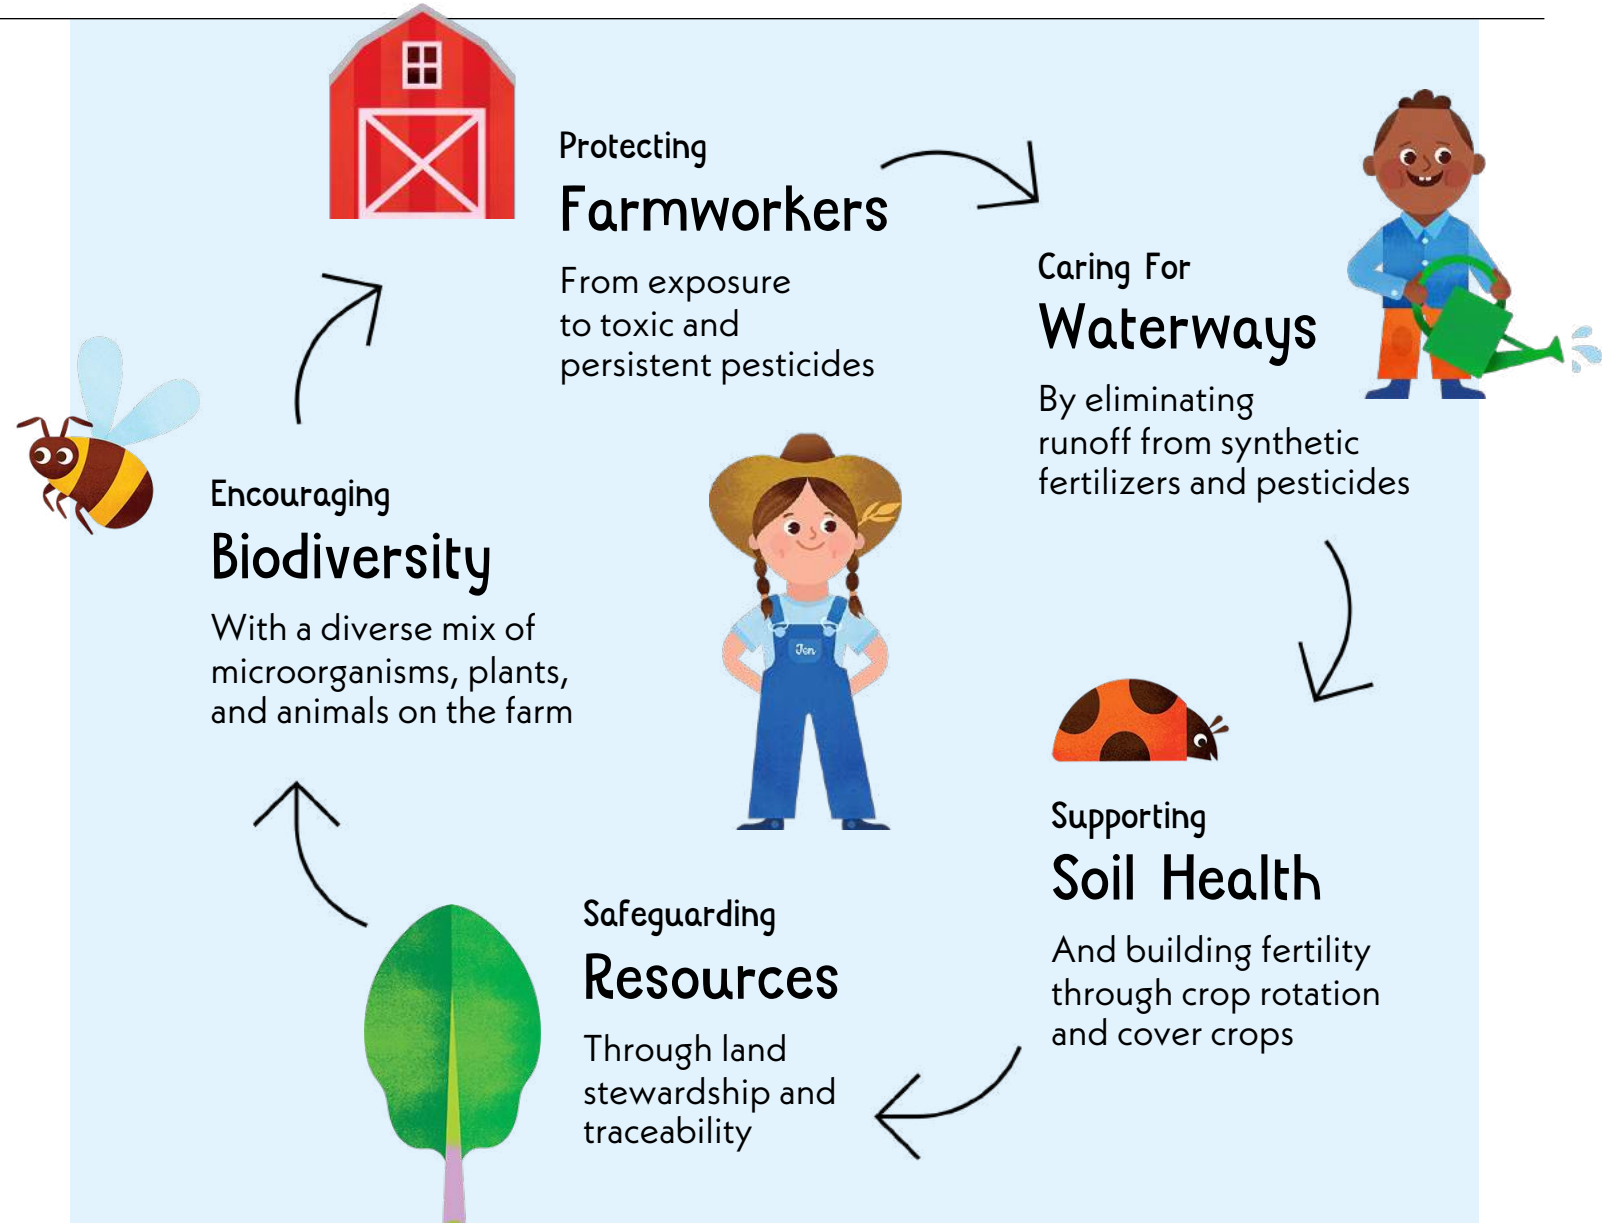 Protecting
Farmworkers
From exposure
to toxic and
persistent pesticides
Caring For
Waterways
By eliminating
runoff from synthetic
fertilizers and pesticides
Supporting
Soil Health
And building fertility
through crop rotation
and cover crops
Safeguarding
Resources
Through land
stewardship and
traceability
Encouraging
Biodiversity
With a diverse mix of
microorganisms, plants,
and animals on the farm
Jen